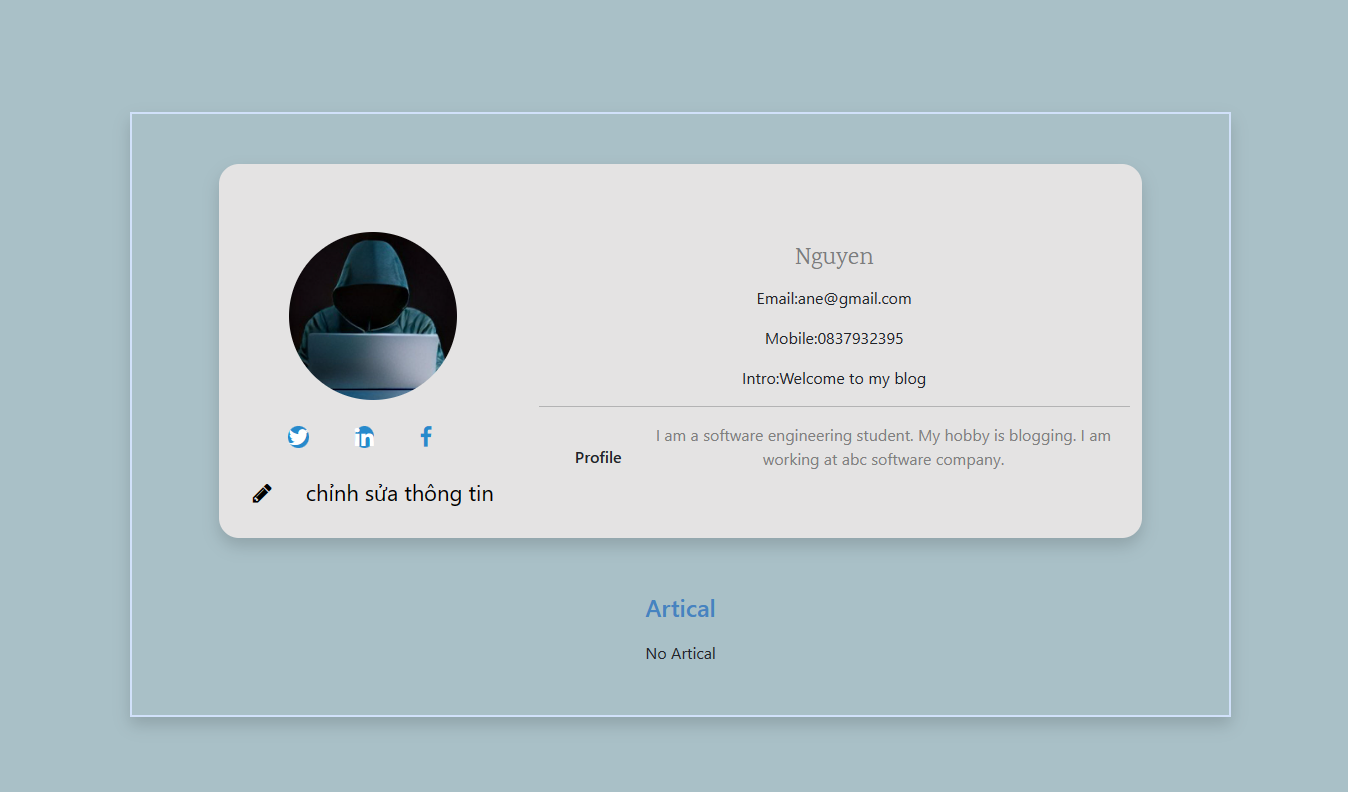 Nguyen
Email:ane@gmail.com
Mobile:0837932395
Intro:Welcome to my blog
I am a software engineering student. My hobby is blogging. I am
working at abc software company.
Profile
chỉnh sửa thông tin
Artical
No Artical